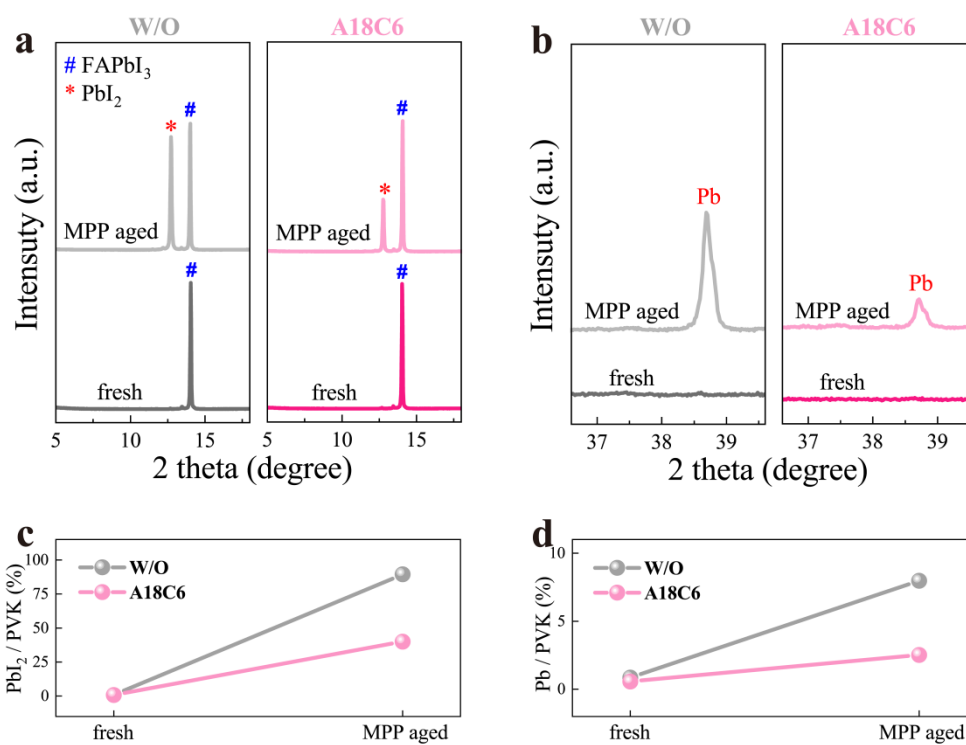 a
W/O
A18C6
# FAPbI₃
* PbI₂
Intensuty (a.u.)
*
#
MPP aged
#
fresh
#
*
MPP aged
#
fresh
5 10 15
5 10 15
2 theta (degree)
b
W/O
A18C6
Intensuty (a.u.)
Pb
MPP aged
fresh
Pb
MPP aged
fresh
37 38 39
37 38 39
2 theta (degree)
c
PbI₂ / PVK (%)
100
75
50
25
0
W/O
A18C6
fresh MPP aged
d
Pb / PVK (%)
10
5
0
W/O
A18C6
fresh MPP aged